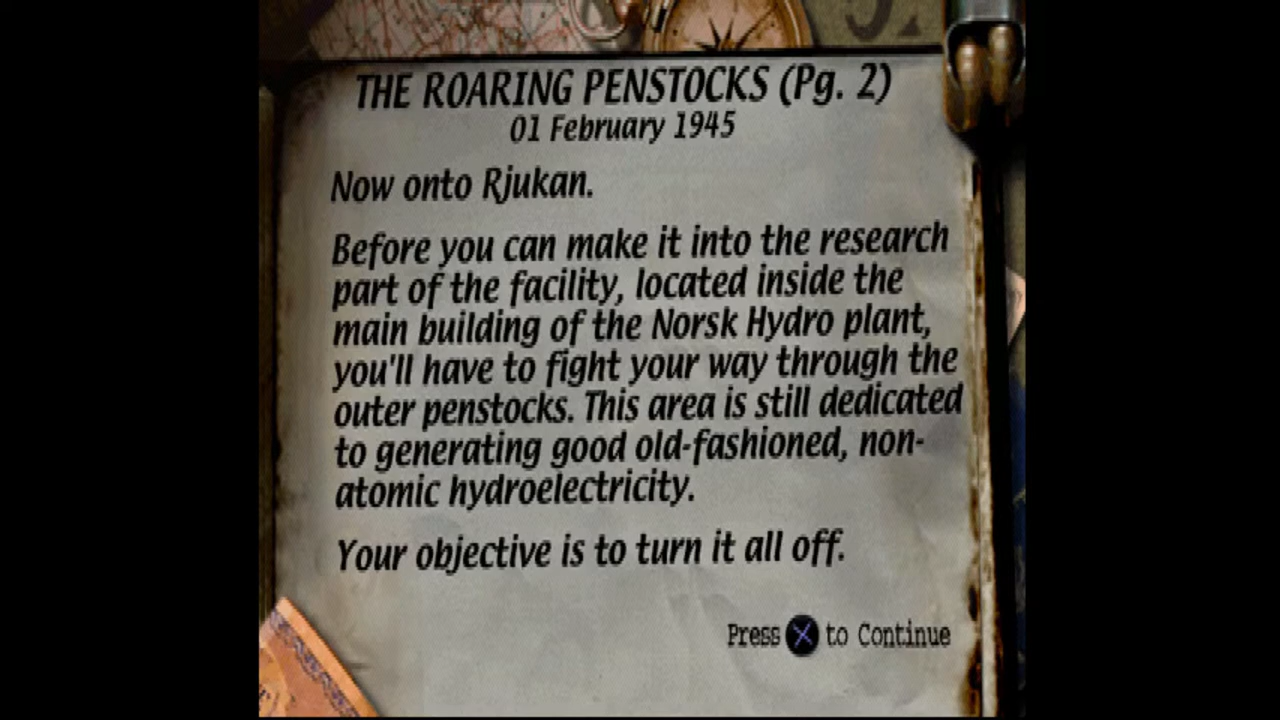 THE ROARING PENSTOCKS (Pg. 2)
01 February 1945
Now onto Rjukan.
Before you can make it into the research
part of the facility, located inside the
main building of the Norsk Hydro plant,
you'll have to fight your way through the
outer penstocks. This area is still dedicated
to generating good old-fashioned, non-
atomic hydroelectricity.
Your objective is to turn it all off.
Press X to Continue